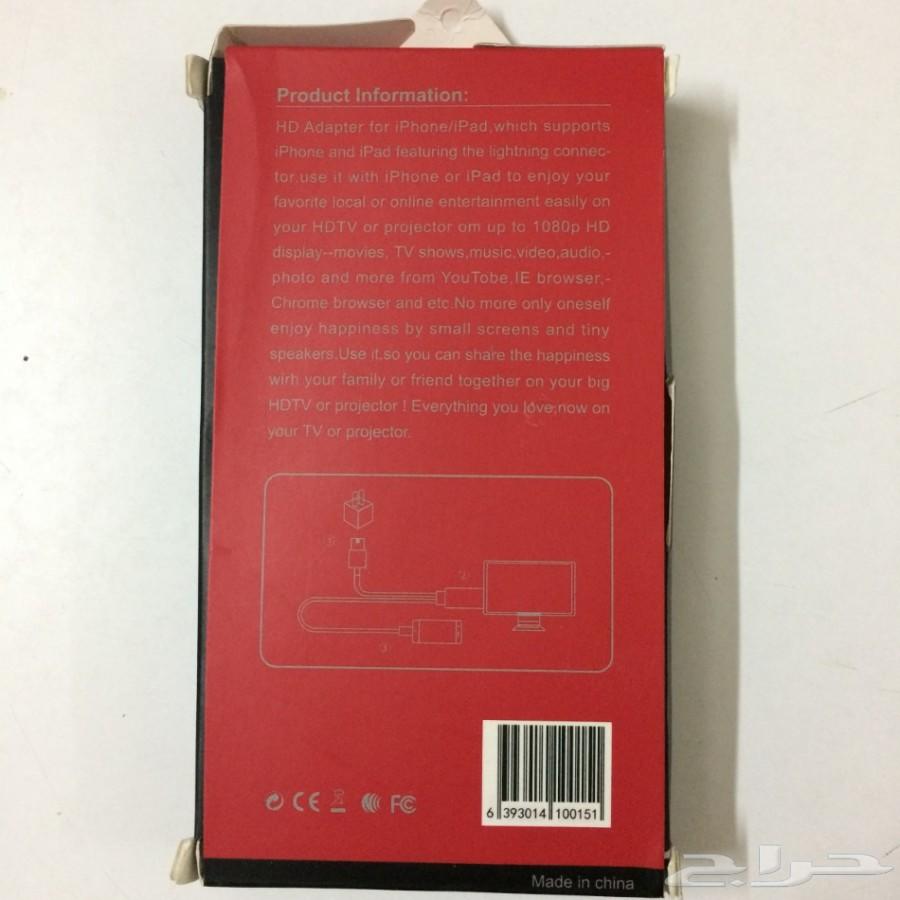 Product Information:
HD Adapter for iPhone/iPad,which supports
iPhone and iPad featuring the lightning connec-
tor,use it with iPhone or iPad to enjoy your
favorite local or online entertainment easily on
your HDTV or projector om up to 1080p HD
display--movies, TV shows,music,video,audio,-
photo and more from YouTobe,IE browser,-
Chrome browser and etc.No more only oneself
enjoy happiness by small screens and tiny
speakers.Use it,so you can share the happiness
wirh your family or friend together on your big
HDTV or projector ! Everything you love,now on
your TV or projector.
①
②
③
6 393014 100151
CE FC
Made in china
حراج